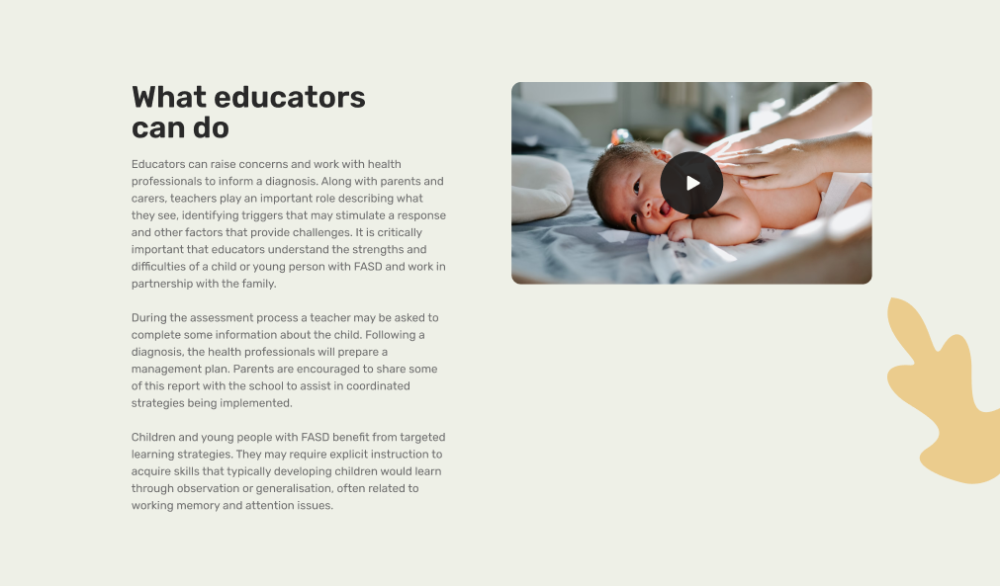 What educators
can do
Educators can raise concerns and work with health
professionals to inform a diagnosis. Along with parents and
carers, teachers play an important role describing what
they see, identifying triggers that may stimulate a response
and other factors that provide challenges. It is critically
important that educators understand the strengths and
difficulties of a child or young person with FASD and work in
partnership with the family.
During the assessment process a teacher may be asked to
complete some information about the child. Following a
diagnosis, the health professionals will prepare a
management plan. Parents are encouraged to share some
of this report with the school to assist in coordinated
strategies being implemented.
Children and young people with FASD benefit from targeted
learning strategies. They may require explicit instruction to
acquire skills that typically developing children would learn
through observation or generalisation, often related to
working memory and attention issues.